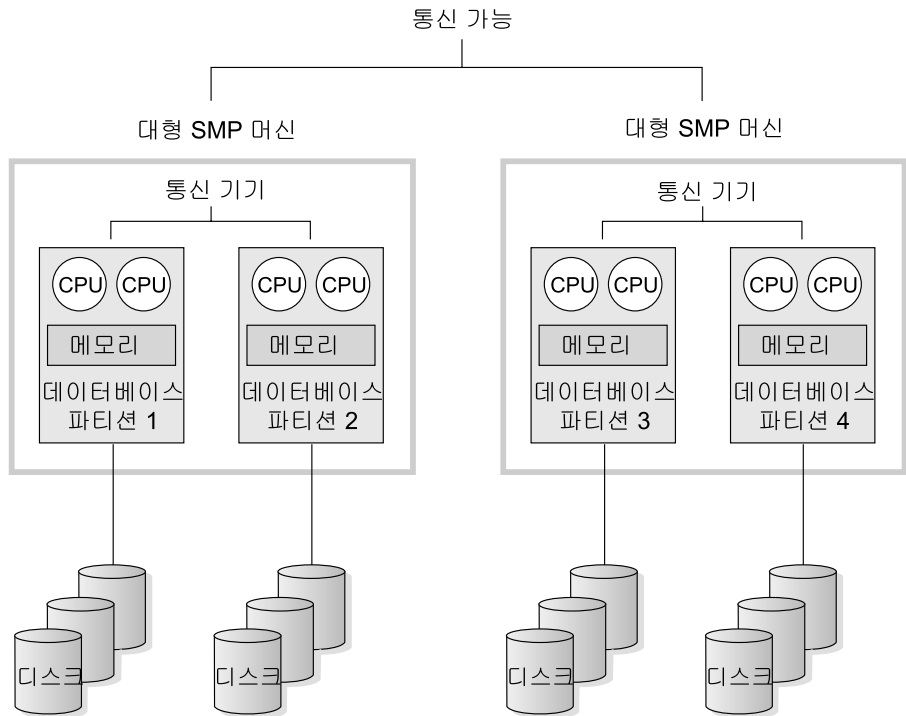 통신 가능
대형 SMP 머신
대형 SMP 머신
통신 기기
통신 기기
CPU CPU
CPU CPU
CPU CPU
CPU CPU
메모리
메모리
메모리
메모리
데이터베이스
파티션 1
데이터베이스
파티션 2
데이터베이스
파티션 3
데이터베이스
파티션 4
디스크
디스크
디스크
디스크